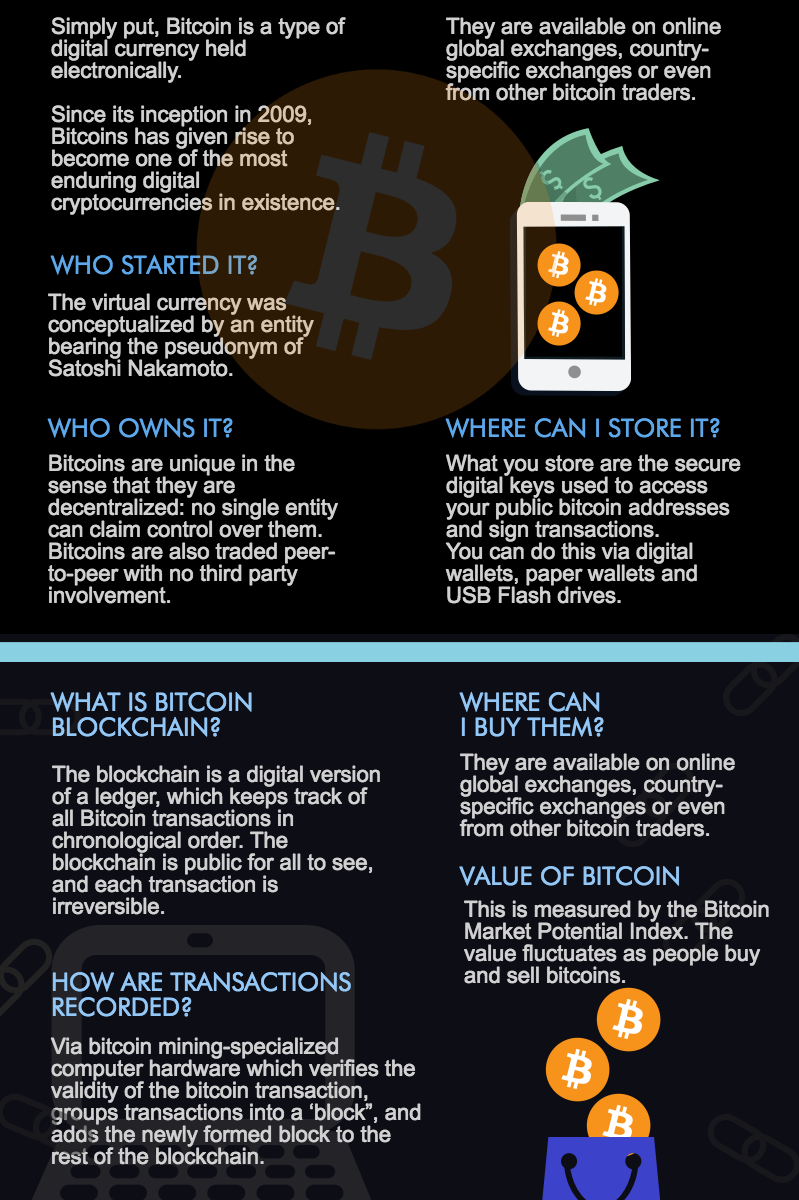 Simply put, Bitcoin is a type of
digital currency held
electronically.
Since its inception in 2009,
Bitcoins has given rise to
become one of the most
enduring digital
cryptocurrencies in existence.
WHO STARTED IT?
The virtual currency was
conceptualized by an entity
bearing the pseudonym of
Satoshi Nakamoto.
WHO OWNS IT?
Bitcoins are unique in the
sense that they are
decentralized: no single entity
can claim control over them.
Bitcoins are also traded peer-
to-peer with no third party
involvement.
They are available on online
global exchanges, country-
specific exchanges or even
from other bitcoin traders.
WHERE CAN I STORE IT?
What you store are the secure
digital keys used to access
your public bitcoin addresses
and sign transactions.
You can do this via digital
wallets, paper wallets and
USB Flash drives.
WHAT IS BITCOIN
BLOCKCHAIN?
The blockchain is a digital version
of a ledger, which keeps track of
all Bitcoin transactions in
chronological order. The
blockchain is public for all to see,
and each transaction is
irreversible.
HOW ARE TRANSACTIONS
RECORDED?
Via bitcoin mining-specialized
computer hardware which verifies the
validity of the bitcoin transaction,
groups transactions into a ‘block”, and
adds the newly formed block to the
rest of the blockchain.
WHERE CAN
I BUY THEM?
They are available on online
global exchanges, country-
specific exchanges or even
from other bitcoin traders.
VALUE OF BITCOIN
This is measured by the Bitcoin
Market Potential Index. The
value fluctuates as people buy
and sell bitcoins.